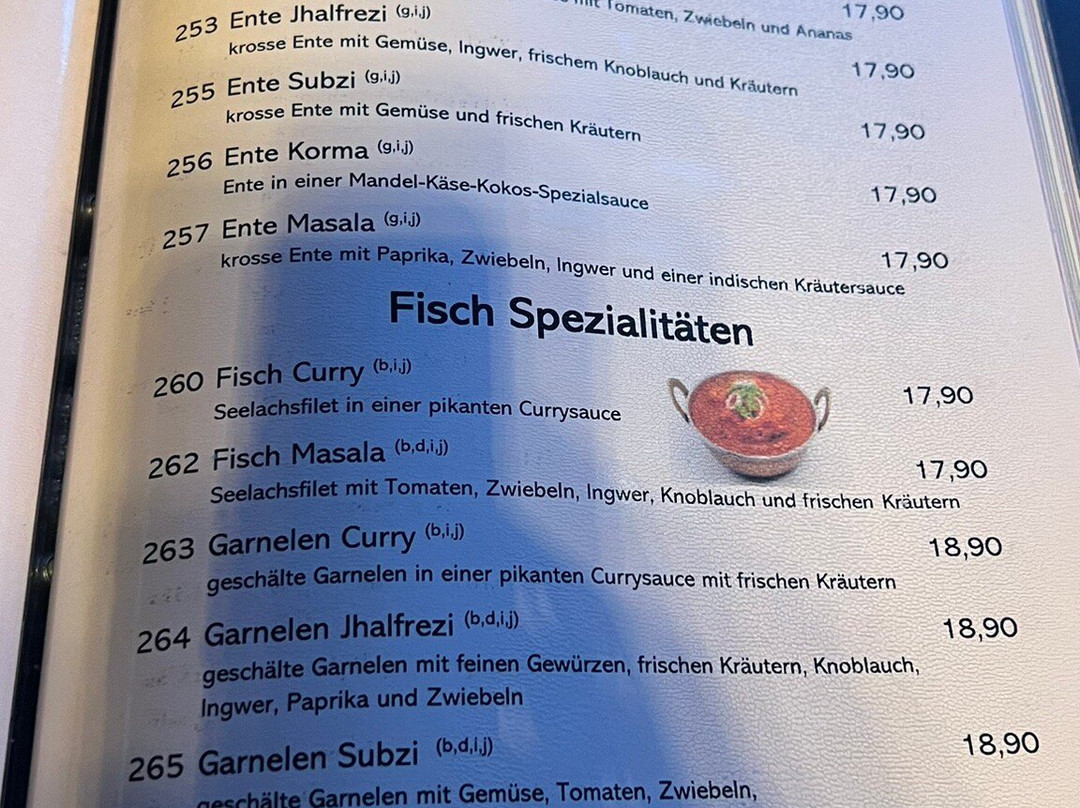 mit Tomaten, Zwiebeln und Ananas
17,90
253 Ente Jhalfrezi (g,i,j)
krosse Ente mit Gemüse, Ingwer, frischem Knoblauch und Kräutern
17,90
255 Ente Subzi (g,i,j)
krosse Ente mit Gemüse und frischen Kräutern
17,90
256 Ente Korma (g,i,j)
Ente in einer Mandel-Käse-Kokos-Spezialsauce
17,90
257 Ente Masala (g,i,j)
krosse Ente mit Paprika, Zwiebeln, Ingwer und einer indischen Kräutersauce
17,90
Fisch Spezialitäten
260 Fisch Curry (b,i,j)
17,90
Seelachsfilet in einer pikanten Currysauce
262 Fisch Masala (b,d,i,j)
17,90
Seelachsfilet mit Tomaten, Zwiebeln, Ingwer, Knoblauch und frischen Kräutern
263 Garnelen Curry (b,i,j)
18,90
geschälte Garnelen in einer pikanten Currysauce mit frischen Kräutern
264 Garnelen Jhalfrezi (b,d,i,j)
18,90
geschälte Garnelen mit feinen Gewürzen, frischen Kräutern, Knoblauch,
Ingwer, Paprika und Zwiebeln
265 Garnelen Subzi (b,d,i,j)
18,90
geschälte Garnelen mit Gemüse, Tomaten, Zwiebeln,